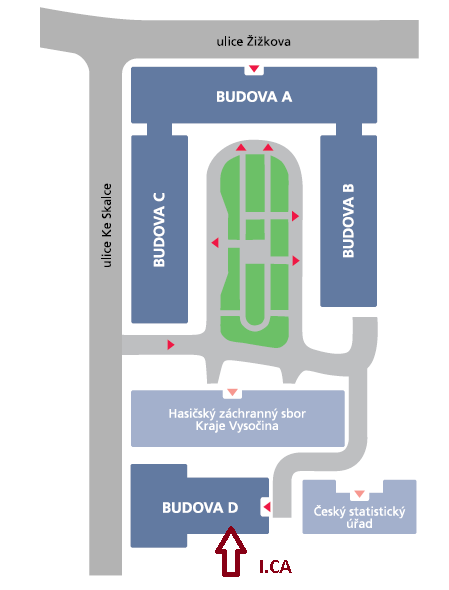 ulice Žižkova
BUDOVA A
ulice Ke Skalce
BUDOVA C
BUDOVA B
Hasičský záchranný sbor
Kraje Vysočina
BUDOVA D
Český statistický
úřad
I.CA